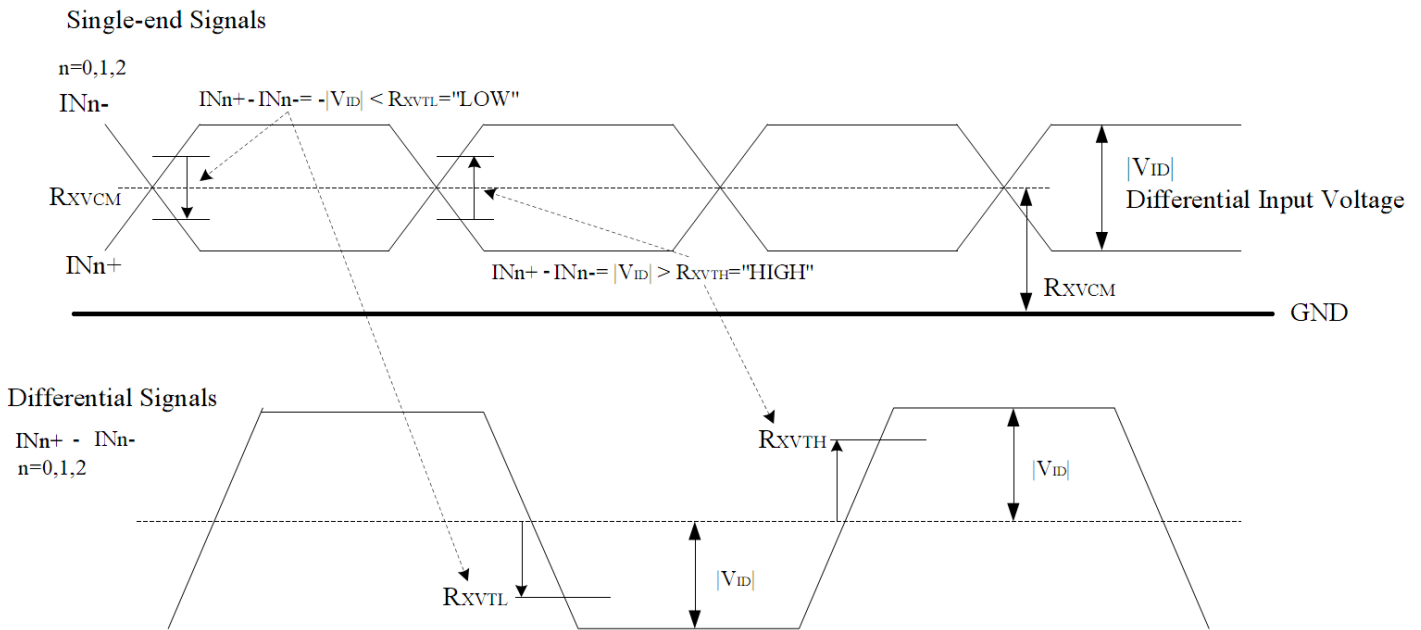 Single-end Signals
n=0,1,2
INn-
INn+ - INn-= -|VID| < RXVTL="LOW"
RXVCM
INn+
|VID|
Differential Input Voltage
INn+ - INn-= |VID| > RXVTH="HIGH"
RXVCM
GND
Differential Signals
INn+ - INn-
n=0,1,2
RXVTH
|VID|
RXVTL
|VID|